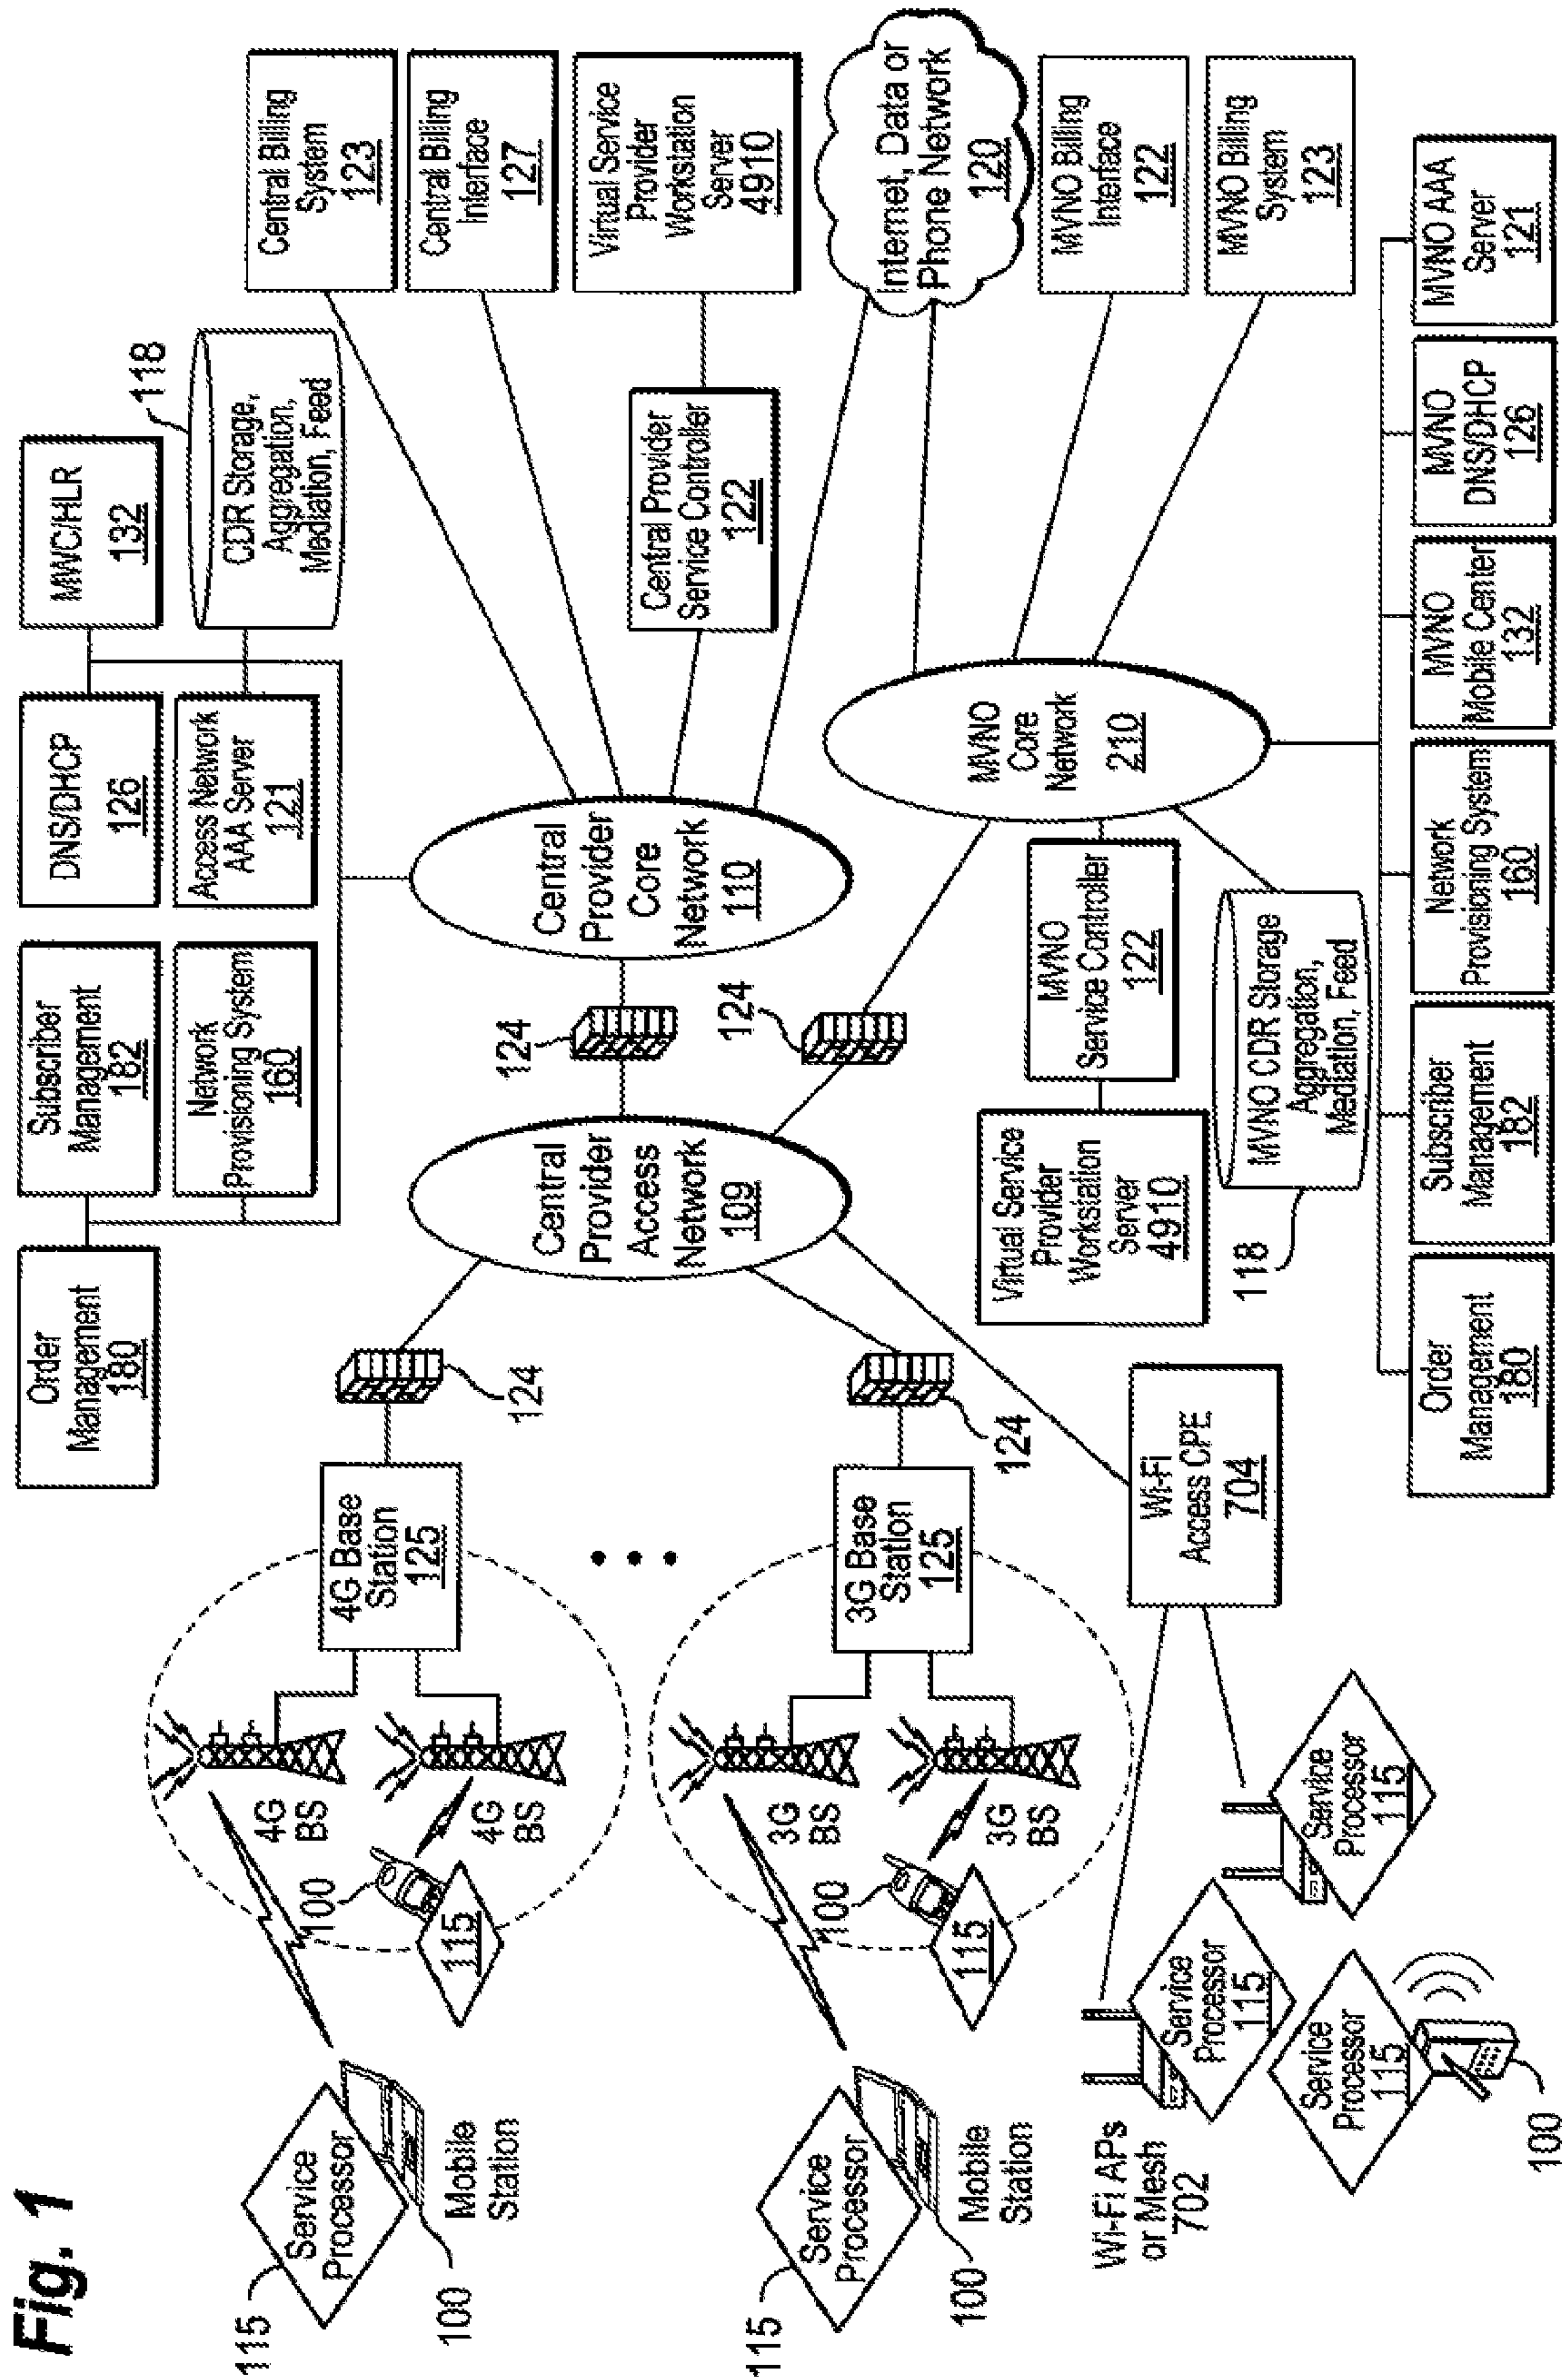 Fig. 1
Order
Management
180
Subscriber
Management
182
DNS/DHCP
126
MWC/HLR
132
Network
Provisioning System
160
Access Network
AAA Server
121
CDR Storage,
Aggregation,
Mediation, Feed
118
Central Billing
System
123
Central Billing
Interface
127
Virtual Service
Provider
Workstation
Server
4910
Central Provider
Service Controller
122
Internet, Data or
Phone Network
120
MVNO Billing
Interface
122
MVNO Billing
System
123
115
Service
Processor
100
Mobile
Station
4G
BS
4G
BS
100
115
4G Base
Station
125
124
Central
Provider
Access
Network
109
124
Central
Provider
Core
Network
110
124
MVNO
Core
Network
210
115
Service
Processor
100
Mobile
Station
3G
BS
3G
BS
100
115
3G Base
Station
125
124
Wi-Fi
Access CPE
704
Wi-Fi APs
or Mesh
702
Service
Processor
115
Service
Processor
115
Service
Processor
115
100
Virtual Service
Provider
Workstation
Server
4910
MVNO
Service Controller
122
118
MVNO CDR Storage
Aggregation,
Mediation, Feed
Order
Management
180
Subscriber
Management
182
Network
Provisioning System
160
MVNO
Mobile Center
132
MVNO
DNS/DHCP
126
MVNO AAA
Server
121